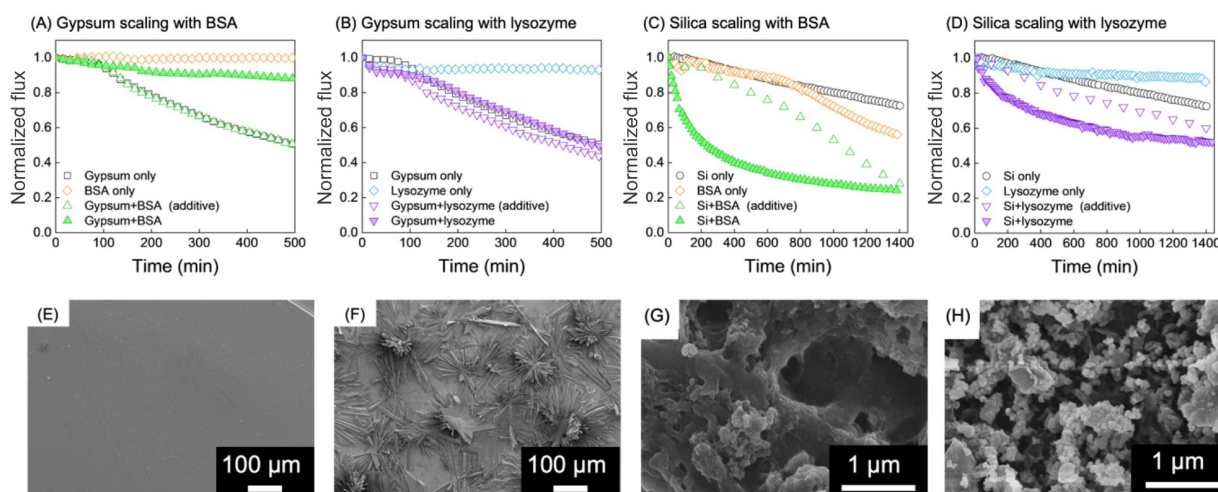 (A) Gypsum scaling with BSA
(B) Gypsum scaling with lysozyme
(C) Silica scaling with BSA
(D) Silica scaling with lysozyme
Normalized flux
1.0
0.8
0.6
0.4
0.2
0.0
Gypsum only
BSA only
Gypsum+BSA (additive)
Gypsum+BSA
0 100 200 300 400 500
Time (min)
Normalized flux
1.0
0.8
0.6
0.4
0.2
0.0
Gypsum only
Lysozyme only
Gypsum+lysozyme (additive)
Gypsum+lysozyme
0 100 200 300 400 500
Time (min)
Normalized flux
1.0
0.8
0.6
0.4
0.2
0.0
Si only
BSA only
Si+BSA (additive)
Si+BSA
0 200 400 600 800 1000 1200 1400
Time (min)
Normalized flux
1.0
0.8
0.6
0.4
0.2
0.0
Si only
Lysozyme only
Si+lysozyme (additive)
Si+lysozyme
0 200 400 600 800 1000 1200 1400
Time (min)
(E)
100 μm
(F)
100 μm
(G)
1 μm
(H)
1 μm